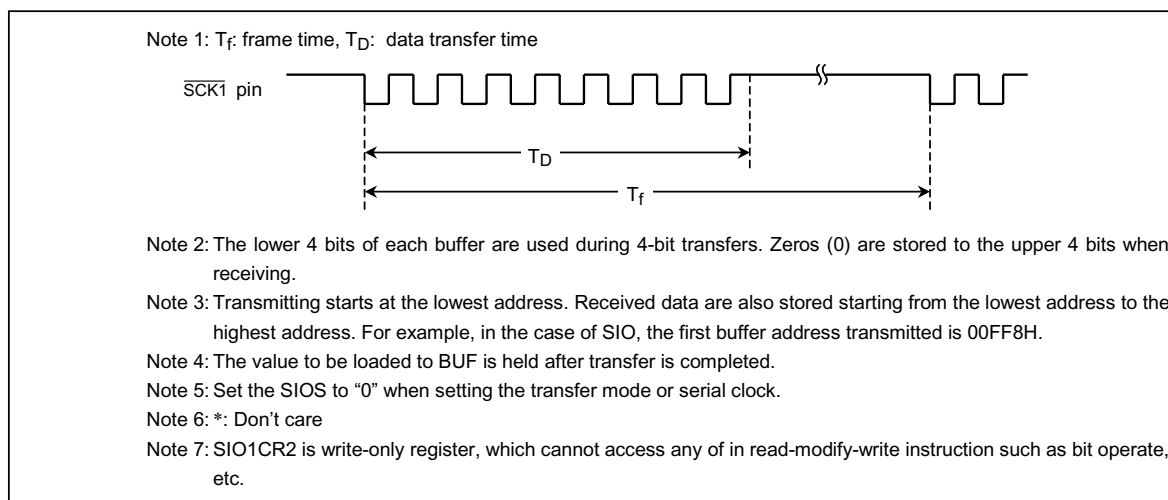 Note 1: Tf: frame time, TD: data transfer time
SCK1 pin
TD
Tf
Note 2: The lower 4 bits of each buffer are used during 4-bit transfers. Zeros (0) are stored to the upper 4 bits when
receiving.
Note 3: Transmitting starts at the lowest address. Received data are also stored starting from the lowest address to the
highest address. For example, in the case of SIO, the first buffer address transmitted is 00FF8H.
Note 4: The value to be loaded to BUF is held after transfer is completed.
Note 5: Set the SIOS to “0” when setting the transfer mode or serial clock.
Note 6: *: Don’t care
Note 7: SIO1CR2 is write-only register, which cannot access any of in read-modify-write instruction such as bit operate,
etc.